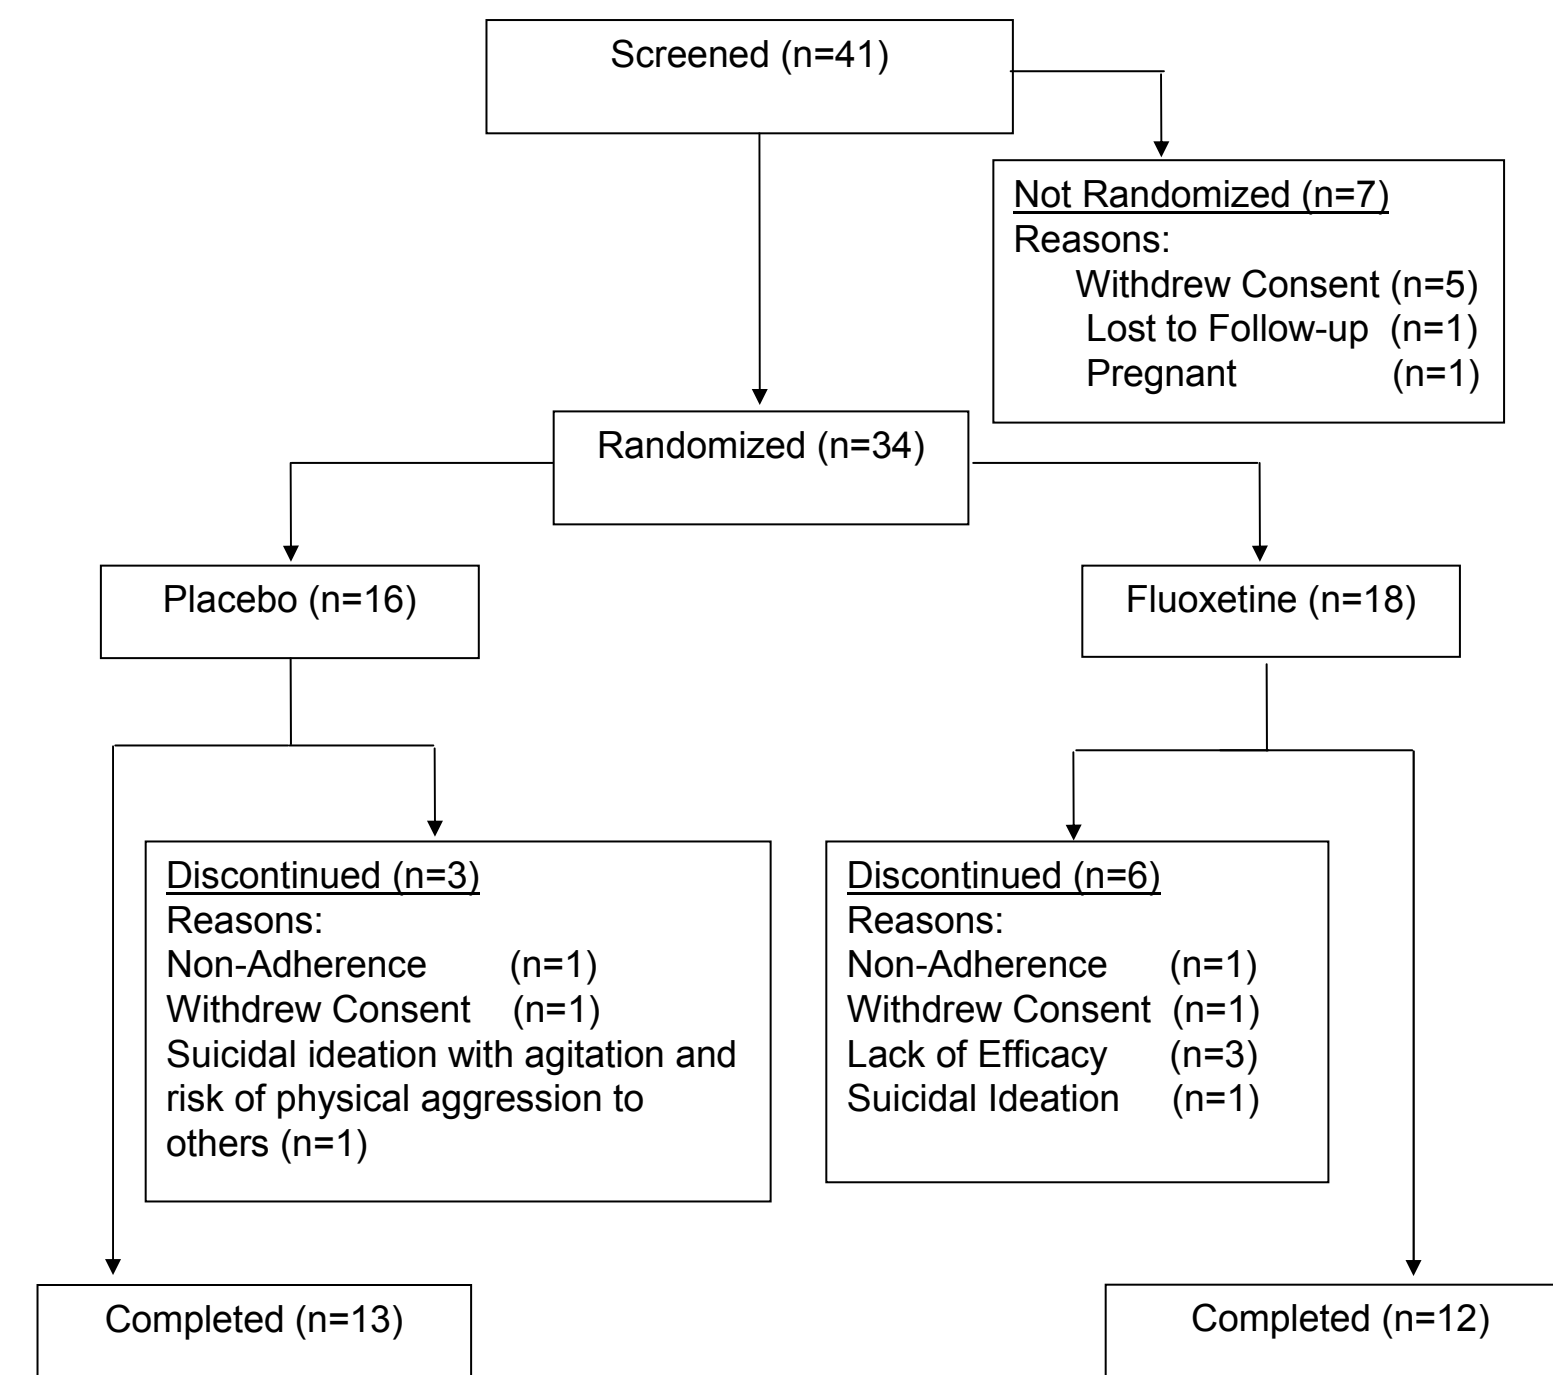 Screened (n=41)
Not Randomized (n=7)
Reasons:
Withdrew Consent (n=5)
Lost to Follow-up (n=1)
Pregnant (n=1)
Randomized (n=34)
Placebo (n=16)
Fluoxetine (n=18)
Discontinued (n=3)
Reasons:
Non-Adherence (n=1)
Withdrew Consent (n=1)
Suicidal ideation with agitation and
risk of physical aggression to
others (n=1)
Discontinued (n=6)
Reasons:
Non-Adherence (n=1)
Withdrew Consent (n=1)
Lack of Efficacy (n=3)
Suicidal Ideation (n=1)
Completed (n=13)
Completed (n=12)